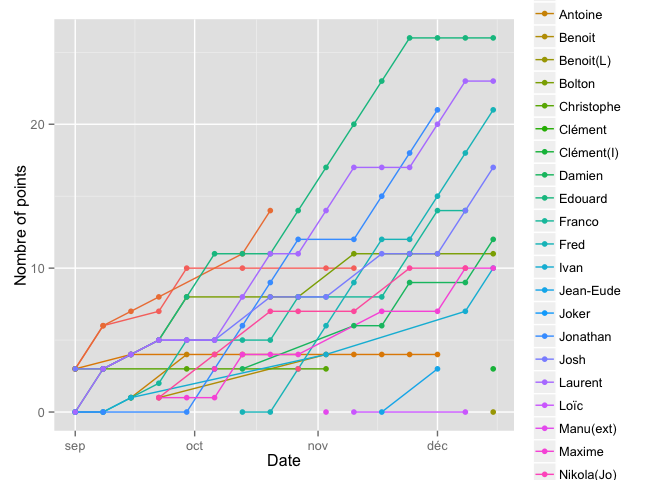 Nombre of points
20
10
0
sep
oct
nov
déc
Date
Antoine
Benoit
Benoit(L)
Bolton
Christophe
Clément
Clément(I)
Damien
Edouard
Franco
Fred
Ivan
Jean-Eude
Joker
Jonathan
Josh
Laurent
Loïc
Manu(ext)
Maxime
Nikola(Jo)